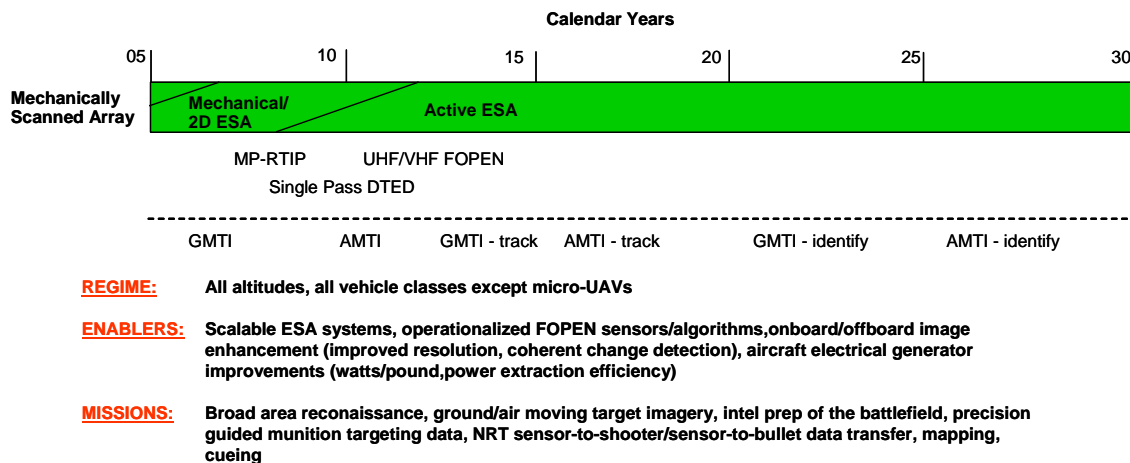 Calendar Years
05 10 15 20 25 30
Mechanically
Scanned Array
Mechanical/
2D ESA
Active ESA
MP-RTIP UHF/VHF FOPEN
Single Pass DTED
GMTI AMTI GMTI - track AMTI - track GMTI - identify AMTI - identify
REGIME: All altitudes, all vehicle classes except micro-UAVs
ENABLERS: Scalable ESA systems, operationalized FOPEN sensors/algorithms,onboard/offboard image
enhancement (improved resolution, coherent change detection), aircraft electrical generator
improvements (watts/pound,power extraction efficiency)
MISSIONS: Broad area reconaissance, ground/air moving target imagery, intel prep of the battlefield, precision
guided munition targeting data, NRT sensor-to-shooter/sensor-to-bullet data transfer, mapping,
cueing